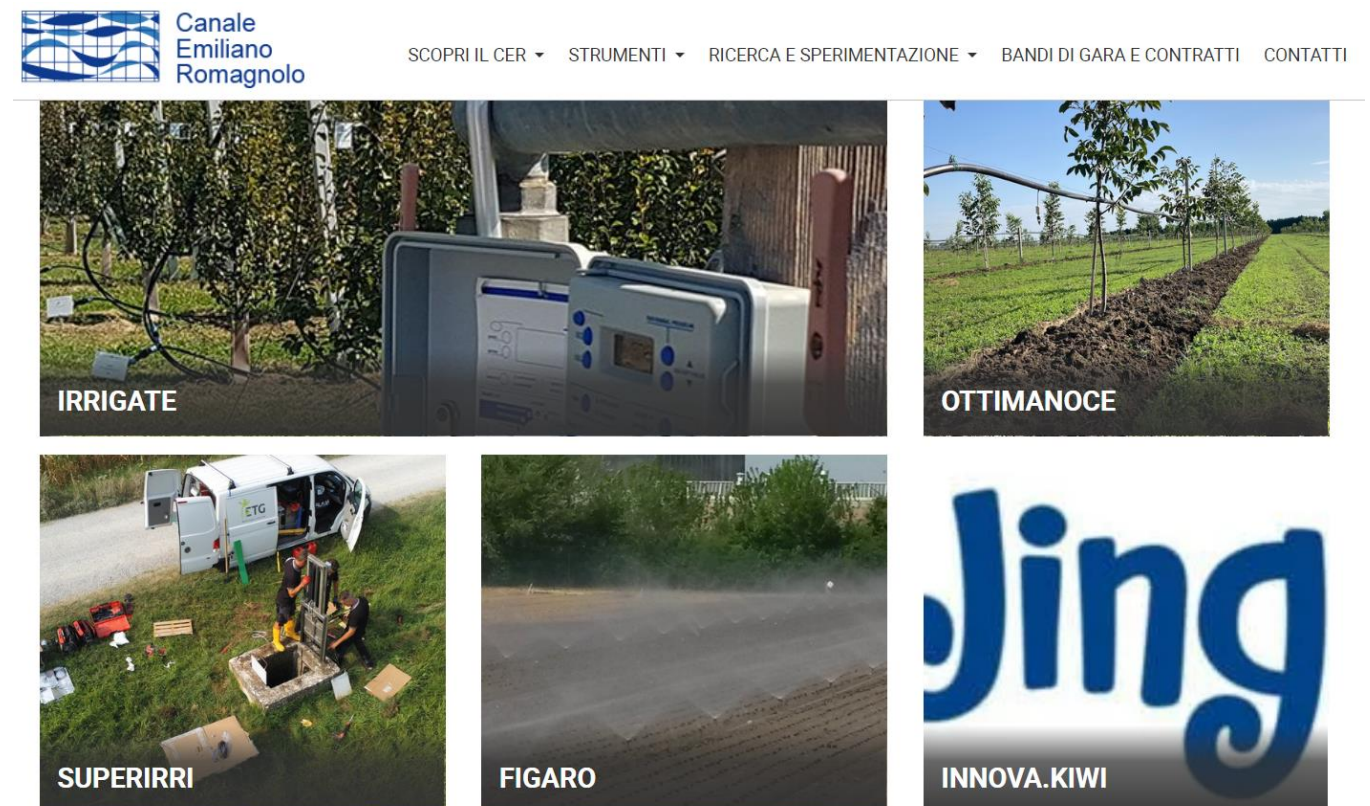 Canale
Emiliano
Romagnolo
SCOPRI IL CER STRUMENTI RICERCA E SPERIMENTAZIONE BANDI DI GARA E CONTRATTI CONTATTI
IRRIGATE
OTTIMANOCE
ETG
SUPERIRRI
FIGARO
Jing
INNOVA.KIWI